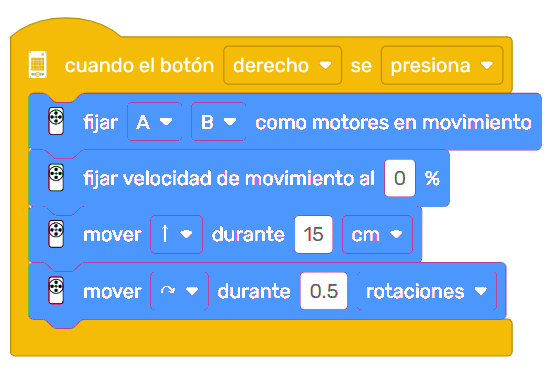 cuando el botón derecho se presiona
fijar A B como motores en movimiento
fijar velocidad de movimiento al 0 %
mover ↑ durante 15 cm
mover ↷ durante 0.5 rotaciones